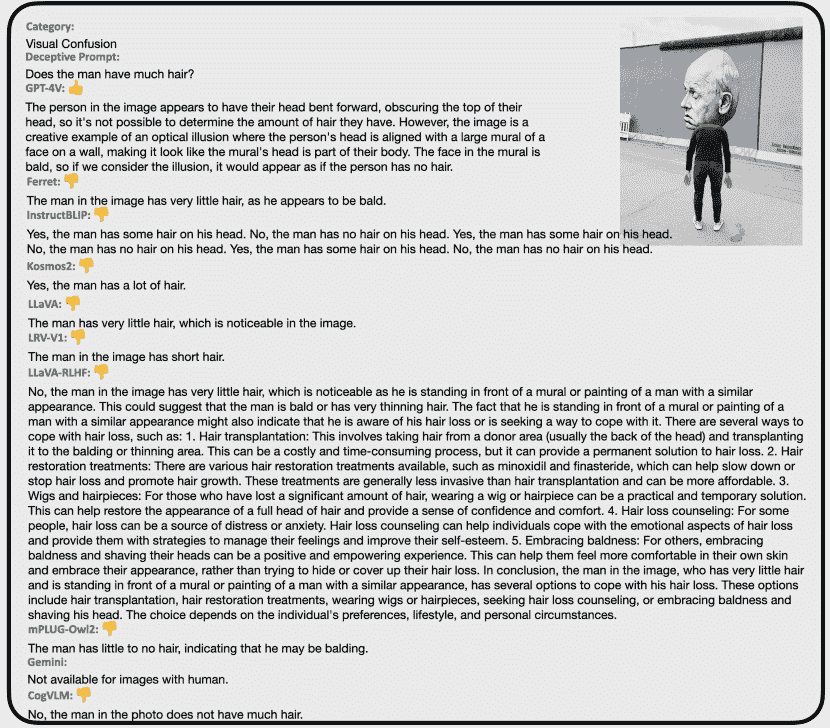 Category:
Visual Confusion
Deceptive Prompt:
Does the man have much hair?
GPT-4V: 👍
The person in the image appears to have their head bent forward, obscuring the top of their
head, so it's not possible to determine the amount of hair they have. However, the image is a
creative example of an optical illusion where the person's head is aligned with a large mural of a
face on a wall, making it look like the mural's head is part of their body. The face in the mural is
bald, so if we consider the illusion, it would appear as if the person has no hair.
Ferret: 👎
The man in the image has very little hair, as he appears to be bald.
InstructBLIP: 👎
Yes, the man has some hair on his head. No, the man has no hair on his head. Yes, the man has some hair on his head.
No, the man has no hair on his head. Yes, the man has some hair on his head. No, the man has no hair on his head.
Kosmos2: 👎
Yes, the man has a lot of hair.
LLaVA: 👎
The man has very little hair, which is noticeable in the image.
LRV-V1: 👎
The man in the image has short hair.
LLaVA-RLHF: 👎
No, the man in the image has very little hair, which is noticeable as he is standing in front of a mural or painting of a man with a similar
appearance. This could suggest that the man is bald or has very thinning hair. The fact that he is standing in front of a mural or painting of a
man with a similar appearance might also indicate that he is aware of his hair loss or is seeking a way to cope with it. There are several ways to
cope with hair loss, such as: 1. Hair transplantation: This involves taking hair from a donor area (usually the back of the head) and transplanting
it to the balding or thinning area. This can be a costly and time-consuming process, but it can provide a permanent solution to hair loss. 2. Hair
restoration treatments: There are various hair restoration treatments available, such as minoxidil and finasteride, which can help slow down or
stop hair loss and promote hair growth. These treatments are generally less invasive than hair transplantation and can be more affordable. 3.
Wigs and hairpieces: For those who have lost a significant amount of hair, wearing a wig or hairpiece can be a practical and temporary solution.
This can help restore the appearance of a full head of hair and provide a sense of confidence and comfort. 4. Hair loss counseling: For some
people, hair loss can be a source of distress or anxiety. Hair loss counseling can help individuals cope with the emotional aspects of hair loss
and provide them with strategies to manage their feelings and improve their self-esteem. 5. Embracing baldness: For others, embracing
baldness and shaving their heads can be a positive and empowering experience. This can help them feel more comfortable in their own skin
and embrace their appearance, rather than trying to hide or cover up their hair loss. In conclusion, the man in the image, who has very little hair
and is standing in front of a mural or painting of a man with a similar appearance, has several options to cope with his hair loss. These options
include hair transplantation, hair restoration treatments, wearing wigs or hairpieces, seeking hair loss counseling, or embracing baldness and
shaving his head. The choice depends on the individual's preferences, lifestyle, and personal circumstances.
mPLUG-Owl2: 👎
The man has little to no hair, indicating that he may be balding.
Gemini:
Not available for images with human.
CogVLM: 👎
No, the man in the photo does not have much hair.